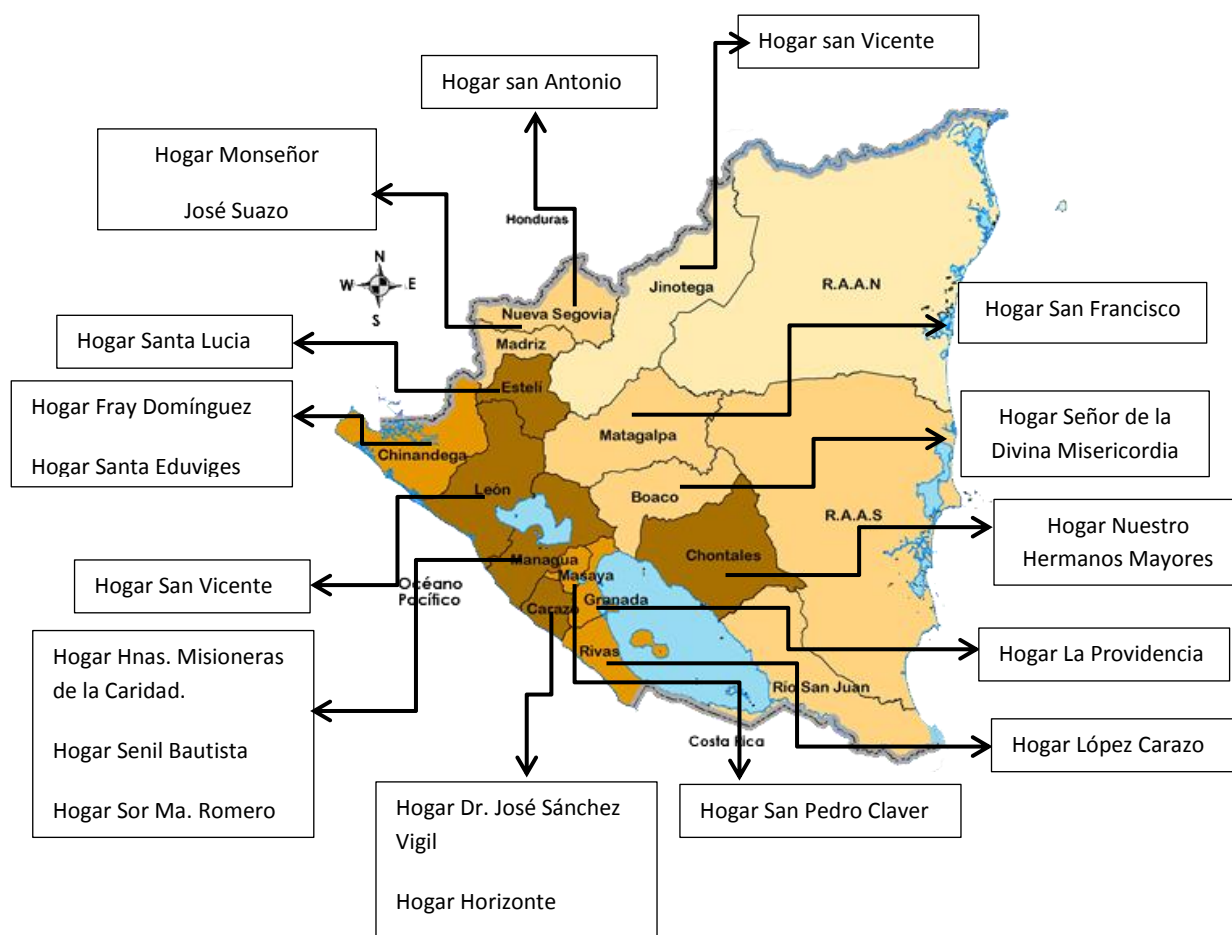 Hogar san Vicente
Hogar san Antonio
Hogar Monseñor
José Suazo
Honduras
N
W
E
S
Jinotega
R.A.A.N
Nueva Segovia
Hogar San Francisco
Madriz
Hogar Santa Lucia
Estelí
Hogar Fray Domínguez
Hogar Santa Eduviges
Chinandega
Matagalpa
Hogar Señor de la
Divina Misericordia
León
Boaco
R.A.A.S
Hogar Nuestro
Hermanos Mayores
Chontales
Managua
Masaya
Hogar San Vicente
Océano
Pacífico
Carazo
Granada
Rivas
Hogar La Providencia
Hogar Hnas. Misioneras
de la Caridad.
Hogar Senil Bautista
Hogar Sor Ma. Romero
Río San Juan
Costa Rica
Hogar López Carazo
Hogar Dr. José Sánchez
Vigil
Hogar Horizonte
Hogar San Pedro Claver